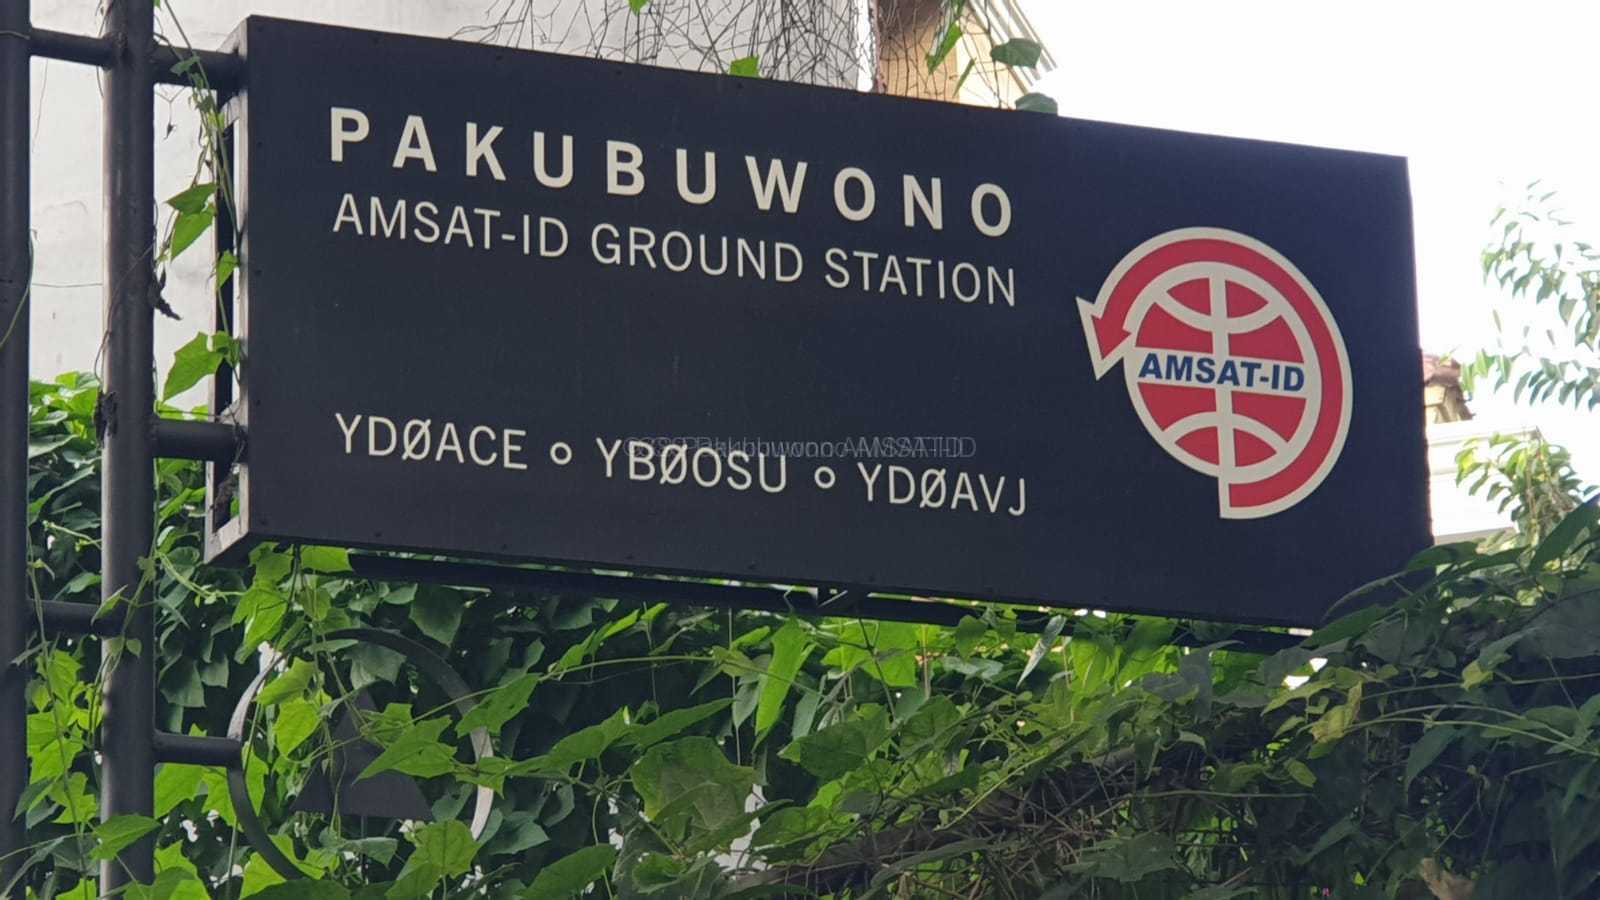 PAKUBUWONO
AMSAT-ID GROUND STATION
AMSAT-ID
YDØACE ∘ YBØOSU ∘ YDØAVJ